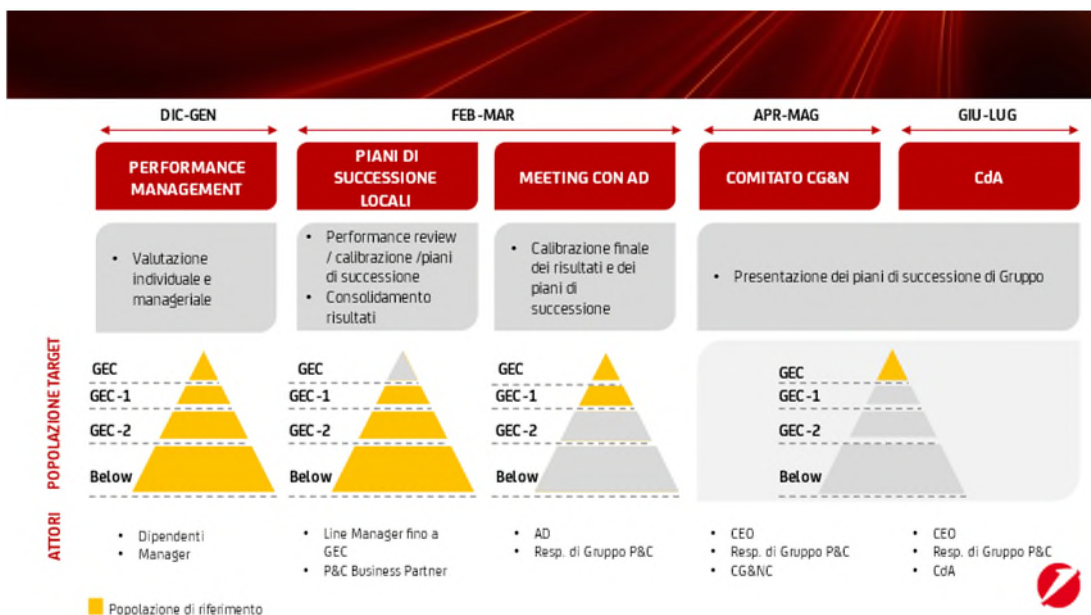 DIC-GEN
FEB-MAR
APR-MAG
GIU-LUG
PERFORMANCE
MANAGEMENT
PIANI DI
SUCCESSIONE
LOCALI
MEETING CON AD
COMITATO CG&N
CdA
• Valutazione
individuale e
manageriale
• Performance review
/ calibrazione /piani
di successione
• Consolidamento
risultati
• Calibrazione finale
dei risultati e dei
piani di
successione
• Presentazione dei piani di successione di Gruppo
POPOLAZIONE TARGET
GEC
GEC-1
GEC-2
Below
GEC
GEC-1
GEC-2
Below
GEC
GEC-1
GEC-2
Below
GEC
GEC-1
GEC-2
Below
ATTORI
• Dipendenti
• Manager
• Line Manager fino a
GEC
• P&C Business Partner
• AD
• Resp. di Gruppo P&C
• CEO
• Resp. di Gruppo P&C
• CG&NC
• CEO
• Resp. di Gruppo P&C
• CdA
Popolazione di riferimento